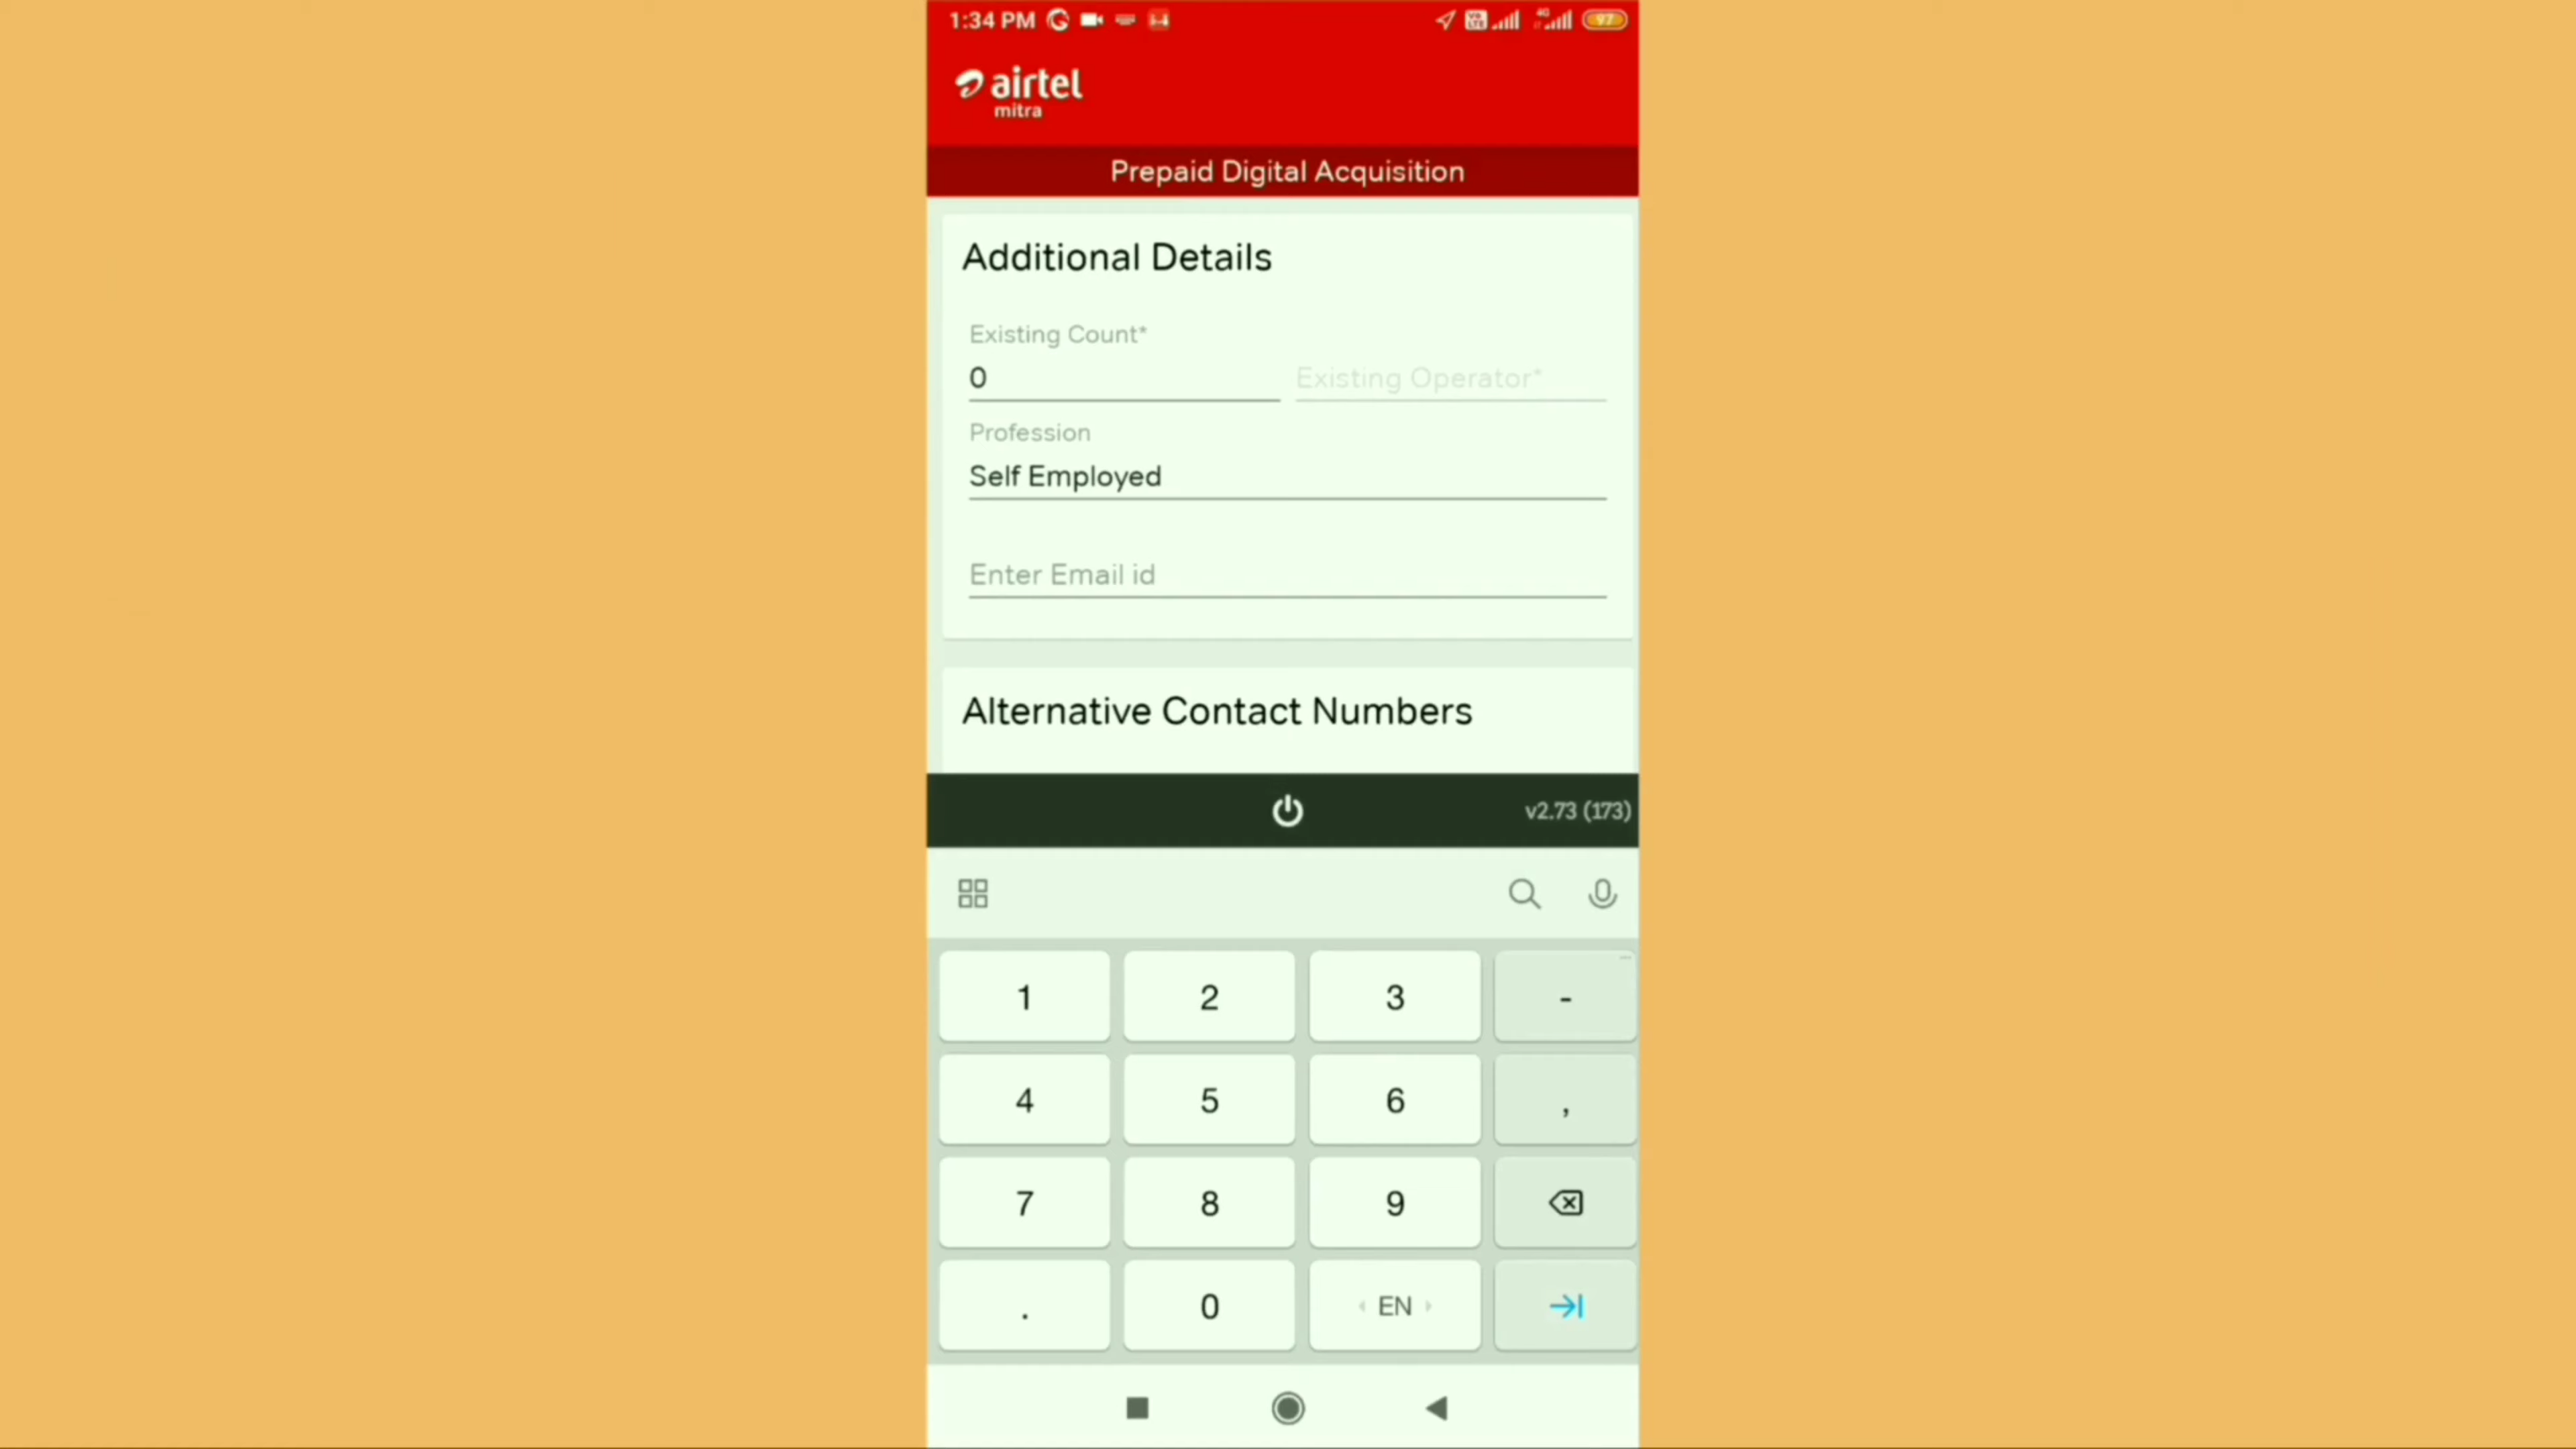 1:34 PM
4G
97
airtel
mitra
Prepaid Digital Acquisition
Additional Details
Existing Count*
0
Existing Operator*
Profession
Self Employed
Enter Email id
Alternative Contact Numbers
v2.73 (173)
1 2 3 -
4 5 6 ,
7 8 9
. 0 EN